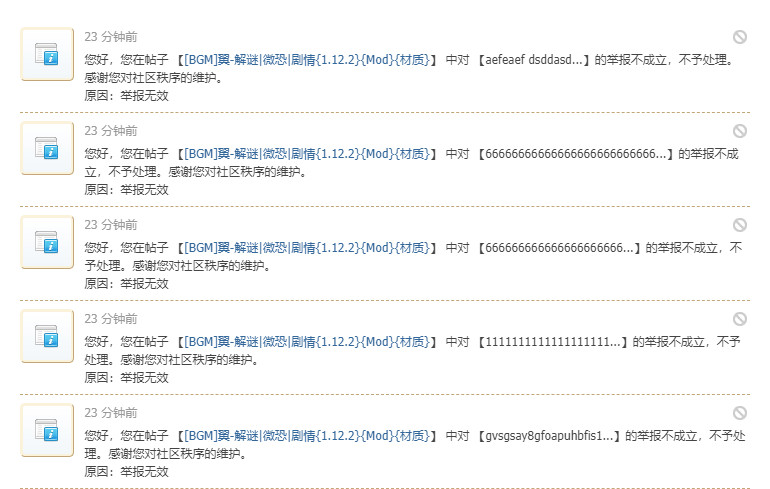 23 分钟前
您好，您在帖子 【[BGM]翼-解谜|微恐|剧情{1.12.2}{Mod}{材质}】 中对 【aefeaef dsddasd...】的举报不成立，不予处理。
感谢您对社区秩序的维护。
原因：举报无效
23 分钟前
您好，您在帖子 【[BGM]翼-解谜|微恐|剧情{1.12.2}{Mod}{材质}】 中对 【66666666666666666666666666...】的举报不成
立，不予处理。感谢您对社区秩序的维护。
原因：举报无效
23 分钟前
您好，您在帖子 【[BGM]翼-解谜|微恐|剧情{1.12.2}{Mod}{材质}】 中对 【666666666666666666666...】的举报不成立，不
予处理。感谢您对社区秩序的维护。
原因：举报无效
23 分钟前
您好，您在帖子 【[BGM]翼-解谜|微恐|剧情{1.12.2}{Mod}{材质}】 中对 【1111111111111111111...】的举报不成立，不予
处理。感谢您对社区秩序的维护。
原因：举报无效
23 分钟前
您好，您在帖子 【[BGM]翼-解谜|微恐|剧情{1.12.2}{Mod}{材质}】 中对 【gvsgsay8gfoapuhbfis1...】的举报不成立，不予处
理。感谢您对社区秩序的维护。
原因：举报无效